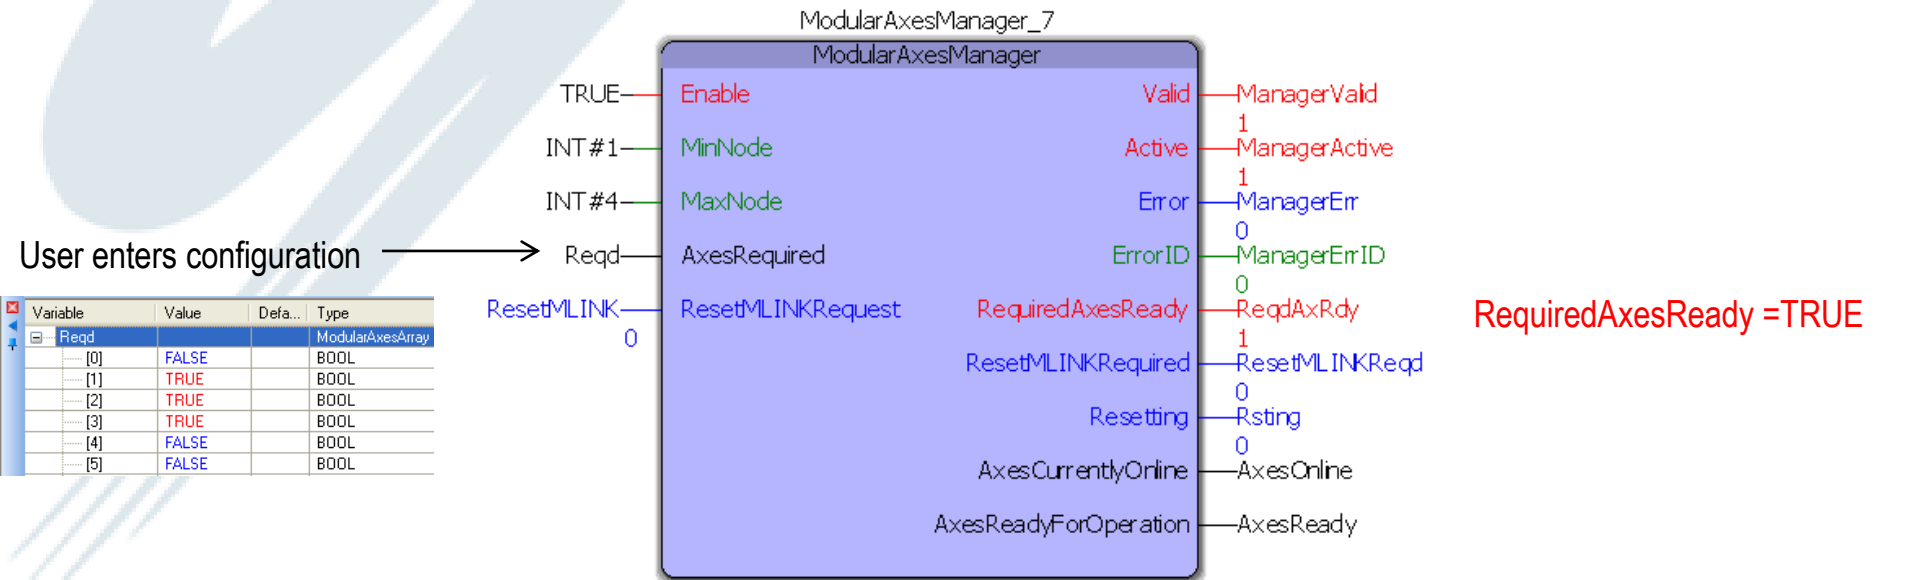 ModularAxesManager_7
ModularAxesManager
TRUE Enable Valid ManagerValid
1
INT#1 MinNode Active ManagerActive
1
INT#4 MaxNode Error ManagerErr
0
User enters configuration Reqd AxesRequired ErrorID ManagerErrID
0
ResetMLINK ResetMLINKRequest RequiredAxesReady ReqdAxRdy RequiredAxesReady =TRUE
0 1
Variable Value Defa... Type
Reqd ModularAxesArray
[0] FALSE BOOL
[1] TRUE BOOL
[2] TRUE BOOL
[3] TRUE BOOL
[4] FALSE BOOL
[5] FALSE BOOL
ResetMLINKRequired ResetMLINKReqd
0
Resetting Rsting
0
AxesCurrentlyOnline AxesOnline
AxesReadyForOperation AxesReady